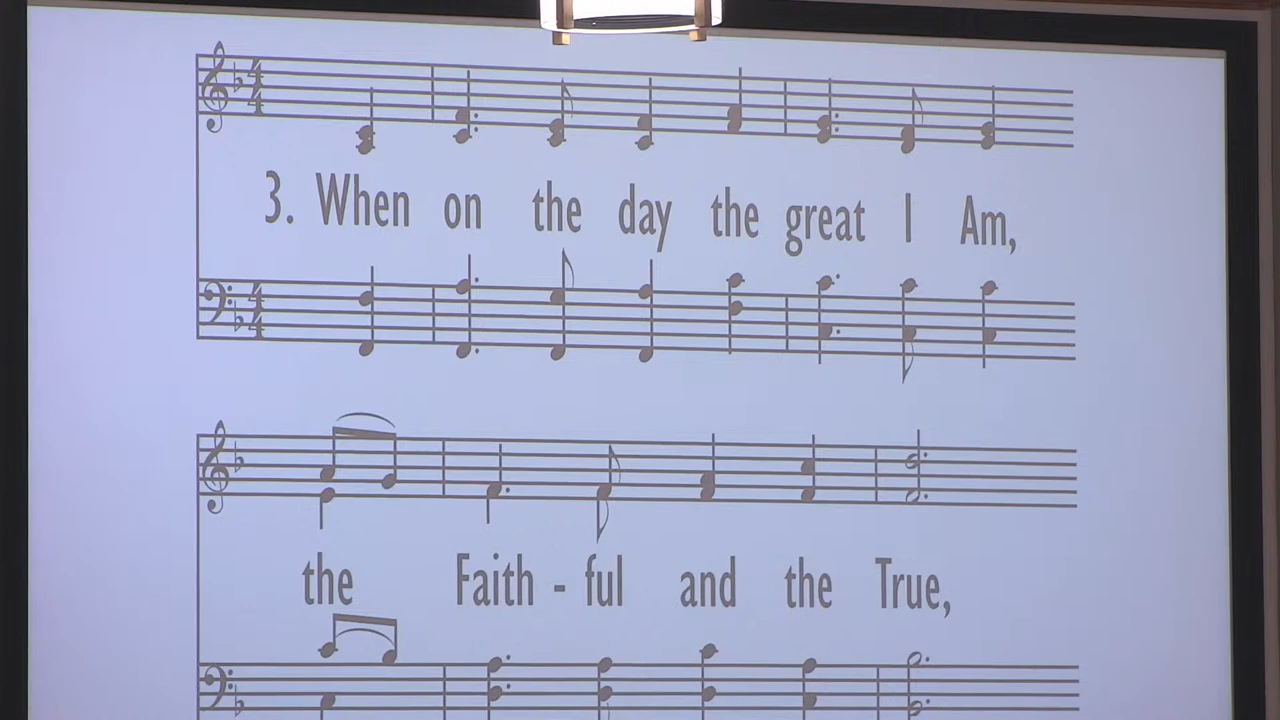 3. When on the day the great I Am,
the Faith - ful and the True,